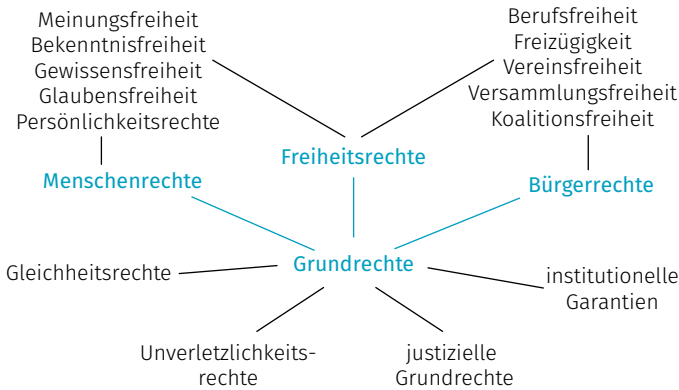 Meinungsfreiheit
Bekenntnisfreiheit
Gewissensfreiheit
Glaubensfreiheit
Persönlichkeitsrechte
Berufsfreiheit
Freizügigkeit
Vereinsfreiheit
Versammlungsfreiheit
Koalitionsfreiheit
Freiheitsrechte
Menschenrechte
Bürgerrechte
Grundrechte
Gleichheitsrechte
institutionelle
Garantien
Unverletzlichkeits-
rechte
justizielle
Grundrechte